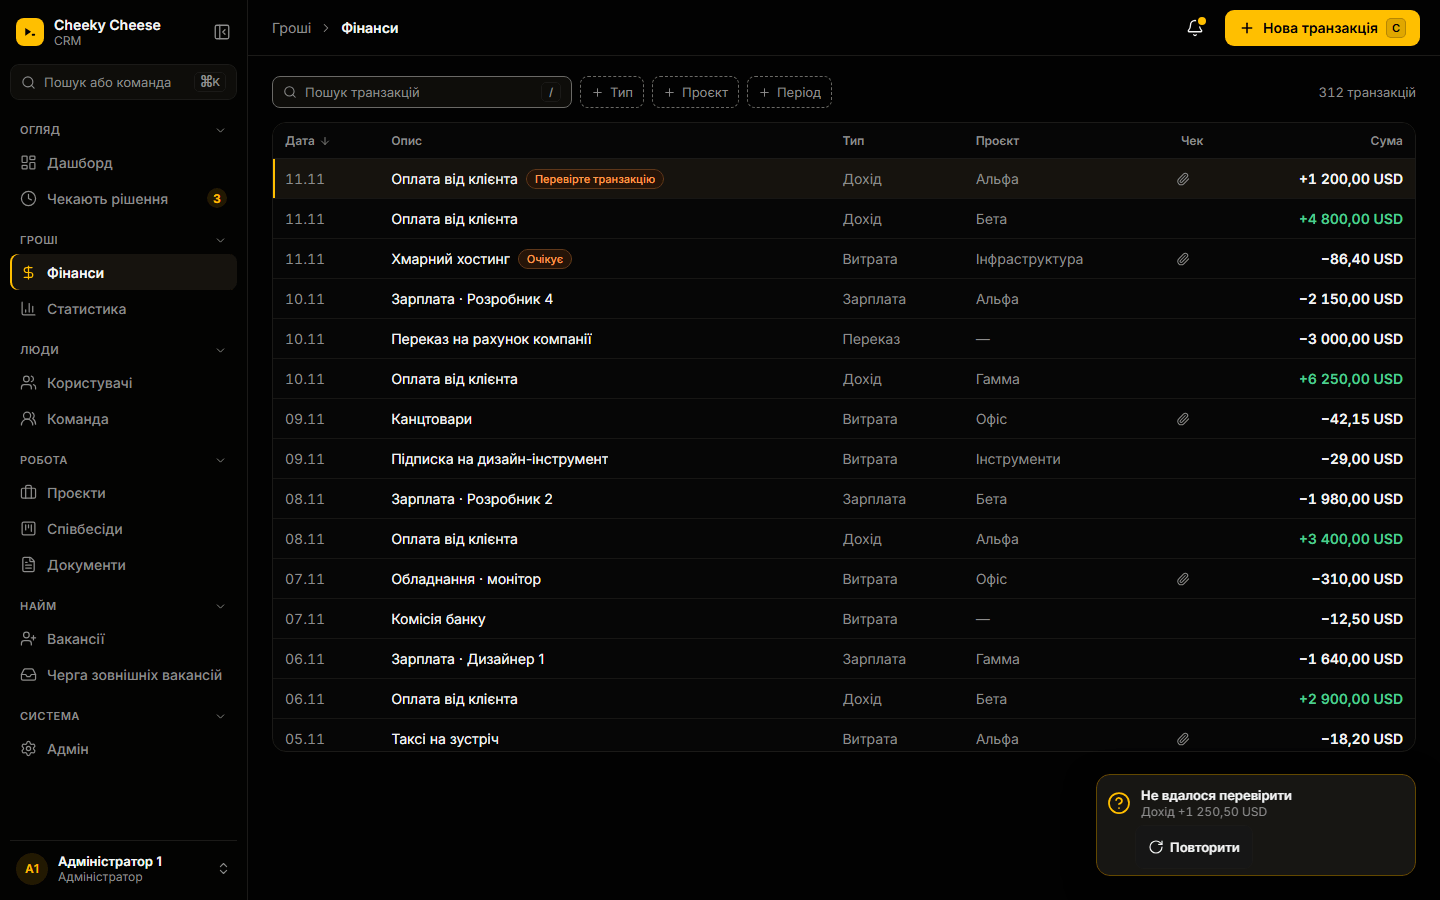 Cheeky Cheese
CRM
Пошук або команда ⌘K
ОГЛЯД
Дашборд
Чекають рішення 3
ГРОШІ
Фінанси
Статистика
ЛЮДИ
Користувачі
Команда
РОБОТА
Проєкти
Співбесіди
Документи
НАЙМ
Вакансії
Черга зовнішніх вакансій
СИСТЕМА
Адмін
А1 Адміністратор 1
Адміністратор
Гроші > Фінанси
+ Нова транзакція C
Пошук транзакцій /
+ Тип
+ Проєкт
+ Період
312 транзакцій
Дата ↓ Опис Тип Проєкт Чек Сума
11.11 Оплата від клієнта Перевірте транзакцію Дохід Альфа +1 200,00 USD
11.11 Оплата від клієнта Дохід Бета +4 800,00 USD
11.11 Хмарний хостинг Очікує Витрата Інфраструктура −86,40 USD
10.11 Зарплата · Розробник 4 Зарплата Альфа −2 150,00 USD
10.11 Переказ на рахунок компанії Переказ — −3 000,00 USD
10.11 Оплата від клієнта Дохід Гамма +6 250,00 USD
09.11 Канцтовари Витрата Офіс −42,15 USD
09.11 Підписка на дизайн-інструмент Витрата Інструменти −29,00 USD
08.11 Зарплата · Розробник 2 Зарплата Бета −1 980,00 USD
08.11 Оплата від клієнта Дохід Альфа +3 400,00 USD
07.11 Обладнання · монітор Витрата Офіс −310,00 USD
07.11 Комісія банку Витрата — −12,50 USD
06.11 Зарплата · Дизайнер 1 Зарплата Гамма −1 640,00 USD
06.11 Оплата від клієнта Дохід Бета +2 900,00 USD
05.11 Таксі на зустріч Витрата Альфа −18,20 USD
Не вдалося перевірити
Дохід +1 250,50 USD
Повторити